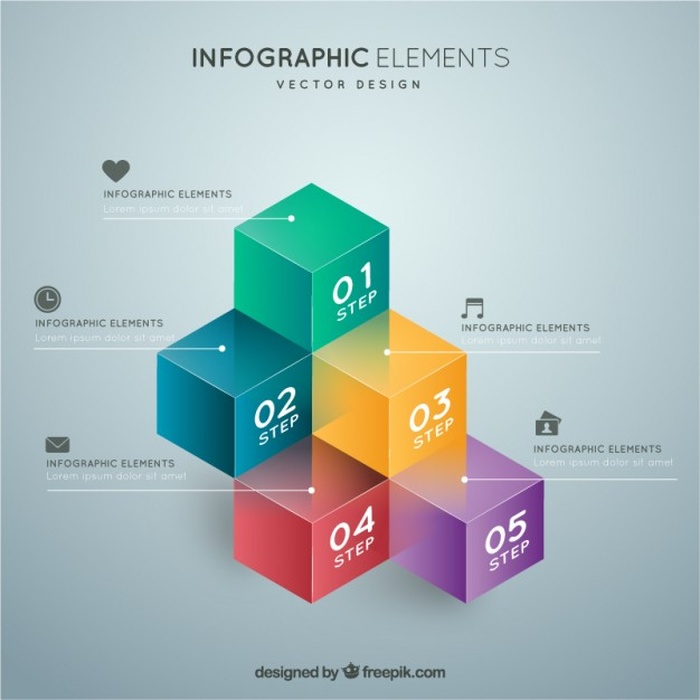 INFOGRAPHIC ELEMENTS
VECTOR DESIGN
INFOGRAPHIC ELEMENTS
Lorem ipsum dolor sit amet
01
STEP
INFOGRAPHIC ELEMENTS
Lorem ipsum dolor sit amet
02
STEP
INFOGRAPHIC ELEMENTS
Lorem ipsum dolor sit amet
03
STEP
INFOGRAPHIC ELEMENTS
Lorem ipsum dolor sit amet
04
STEP
INFOGRAPHIC ELEMENTS
Lorem ipsum dolor sit amet
05
STEP
designed by freepik.com